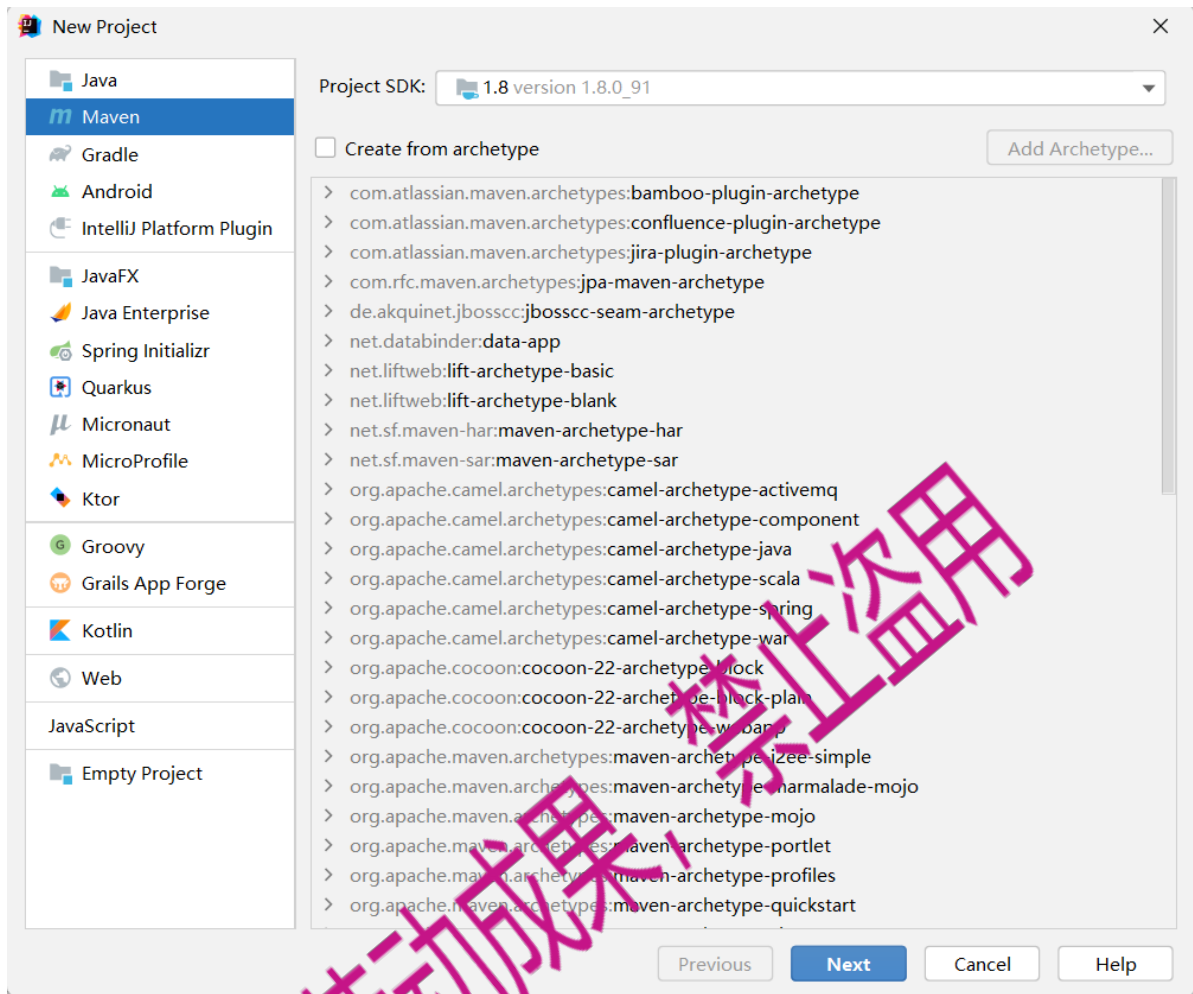 New Project
Java
Maven
Gradle
Android
IntelliJ Platform Plugin
JavaFX
Java Enterprise
Spring Initializr
Quarkus
Micronaut
MicroProfile
Ktor
Groovy
Grails App Forge
Kotlin
Web
JavaScript
Empty Project
Project SDK: 1.8 version 1.8.0_91
Create from archetype Add Archetype...
com.atlassian.maven.archetypes:bamboo-plugin-archetype
com.atlassian.maven.archetypes:confluence-plugin-archetype
com.atlassian.maven.archetypes:jira-plugin-archetype
com.rfc.maven.archetypes:jpa-maven-archetype
de.akquinet.jbosscc:jbosscc-seam-archetype
net.databinder:data-app
net.liftweb:lift-archetype-basic
net.liftweb:lift-archetype-blank
net.sf.maven-har:maven-archetype-har
net.sf.maven-sar:maven-archetype-sar
org.apache.camel.archetypes:camel-archetype-activemq
org.apache.camel.archetypes:camel-archetype-component
org.apache.camel.archetypes:camel-archetype-java
org.apache.camel.archetypes:camel-archetype-scala
org.apache.camel.archetypes:camel-archetype-spring
org.apache.camel.archetypes:camel-archetype-war
org.apache.cocoon:cocoon-22-archetype-block
org.apache.cocoon:cocoon-22-archetype-block-plain
org.apache.cocoon:cocoon-22-archetype-webapp
org.apache.maven.archetypes:maven-archetype-j2ee-simple
org.apache.maven.archetypes:maven-archetype-marmalade-mojo
org.apache.maven.archetypes:maven-archetype-mojo
org.apache.maven.archetypes:maven-archetype-portlet
org.apache.maven.archetypes:maven-archetype-profiles
org.apache.maven.archetypes:maven-archetype-quickstart
动成果，禁止盗用
Previous Next Cancel Help